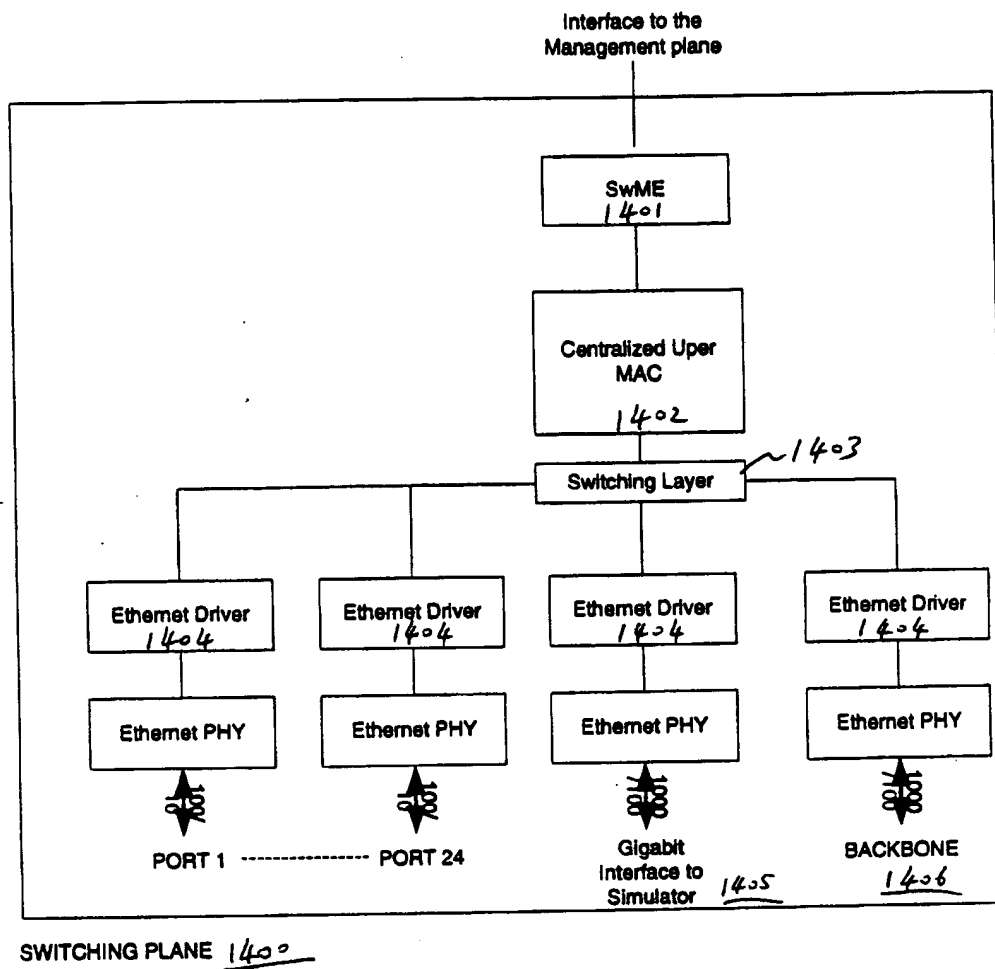 Interface to the
Management plane
SwME
1401
Centralized Uper
MAC
1402
1403
Switching Layer
Ethernet Driver
1404
Ethernet Driver
1404
Ethernet Driver
1404
Ethernet Driver
1404
Ethernet PHY
Ethernet PHY
Ethernet PHY
Ethernet PHY
100/
10
100/
10
1000
/100
1000
/100
PORT 1 ---------------- PORT 24
Gigabit
Interface to
Simulator 1405
BACKBONE
1406
SWITCHING PLANE 1400